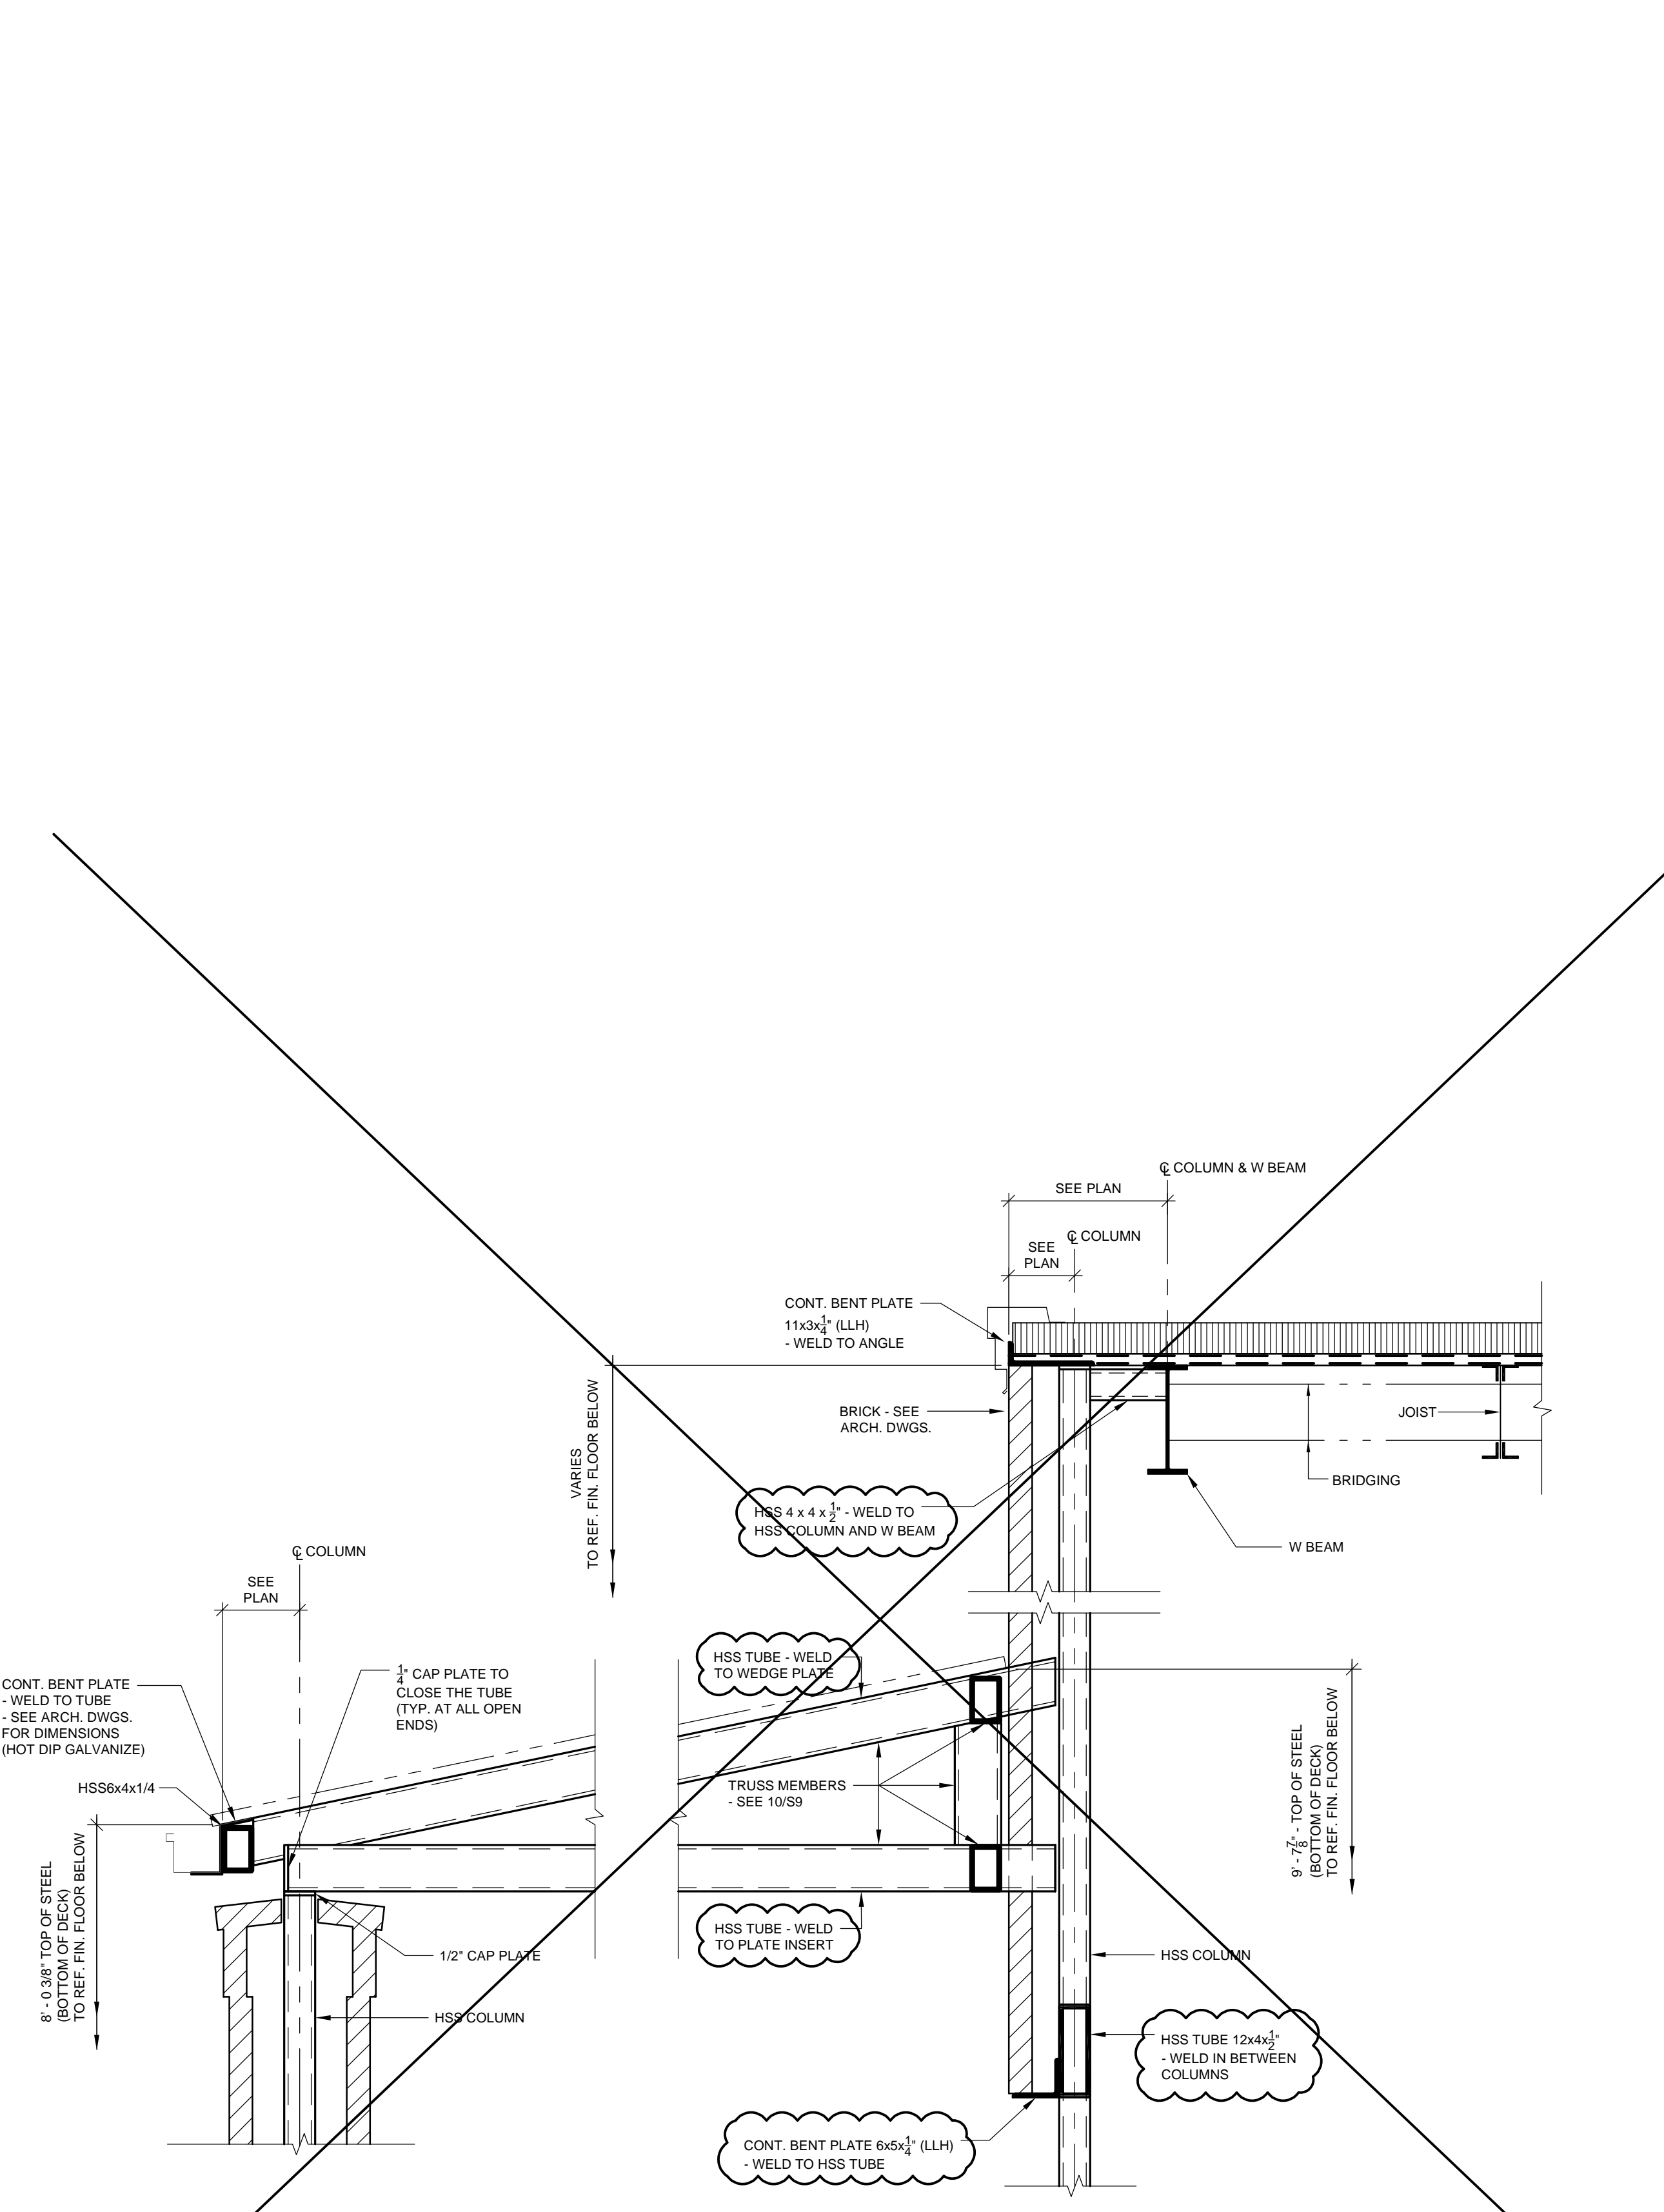 ℄ COLUMN & W BEAM
SEE PLAN
℄ COLUMN
SEE
PLAN
CONT. BENT PLATE
11x3x1/4" (LLH)
- WELD TO ANGLE
BRICK - SEE
ARCH. DWGS.
JOIST
BRIDGING
W BEAM
VARIES
TO REF. FIN. FLOOR BELOW
HSS 4 x 4 x 1/2" - WELD TO
HSS COLUMN AND W BEAM
℄ COLUMN
SEE
PLAN
CONT. BENT PLATE
- WELD TO TUBE
- SEE ARCH. DWGS.
FOR DIMENSIONS
(HOT DIP GALVANIZE)
HSS6x4x1/4
1/4" CAP PLATE TO
CLOSE THE TUBE
(TYP. AT ALL OPEN
ENDS)
HSS TUBE - WELD
TO WEDGE PLATE
TRUSS MEMBERS
- SEE 10/S9
9' - 7 7/8" - TOP OF STEEL
(BOTTOM OF DECK)
TO REF. FIN. FLOOR BELOW
8' - 0 3/8" TOP OF STEEL
(BOTTOM OF DECK)
TO REF. FIN. FLOOR BELOW
HSS TUBE - WELD
TO PLATE INSERT
1/2" CAP PLATE
HSS COLUMN
HSS COLUMN
HSS TUBE 12x4x1/2"
- WELD IN BETWEEN
COLUMNS
CONT. BENT PLATE 6x5x1/4" (LLH)
- WELD TO HSS TUBE